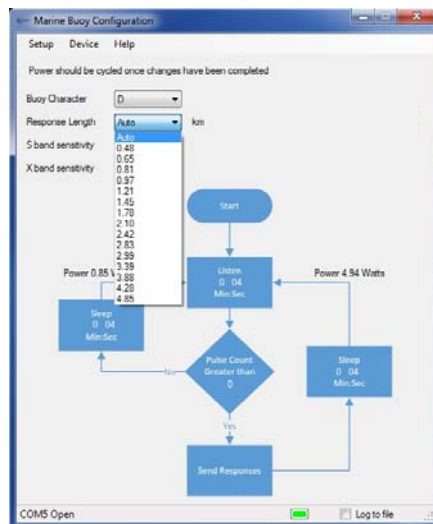 Marine Buoy Configuration
Setup Device Help
Power should be cycled once changes have been completed
Buoy Character D
Response Length Auto km
S band sensitivity
X band sensitivity
Auto
0.48
0.65
0.81
0.97
1.21
1.45
1.78
2.10
2.42
2.83
2.99
3.39
3.88
4.28
4.85
Start
Power 0.85
Listen
0 04
Min:Sec
Power 4.94 Watts
Sleep
0 04
Min:Sec
Pulse Count
Greater than
0
Sleep
0 04
Min:Sec
No
Yes
Send Responses
COM5 Open
Log to file